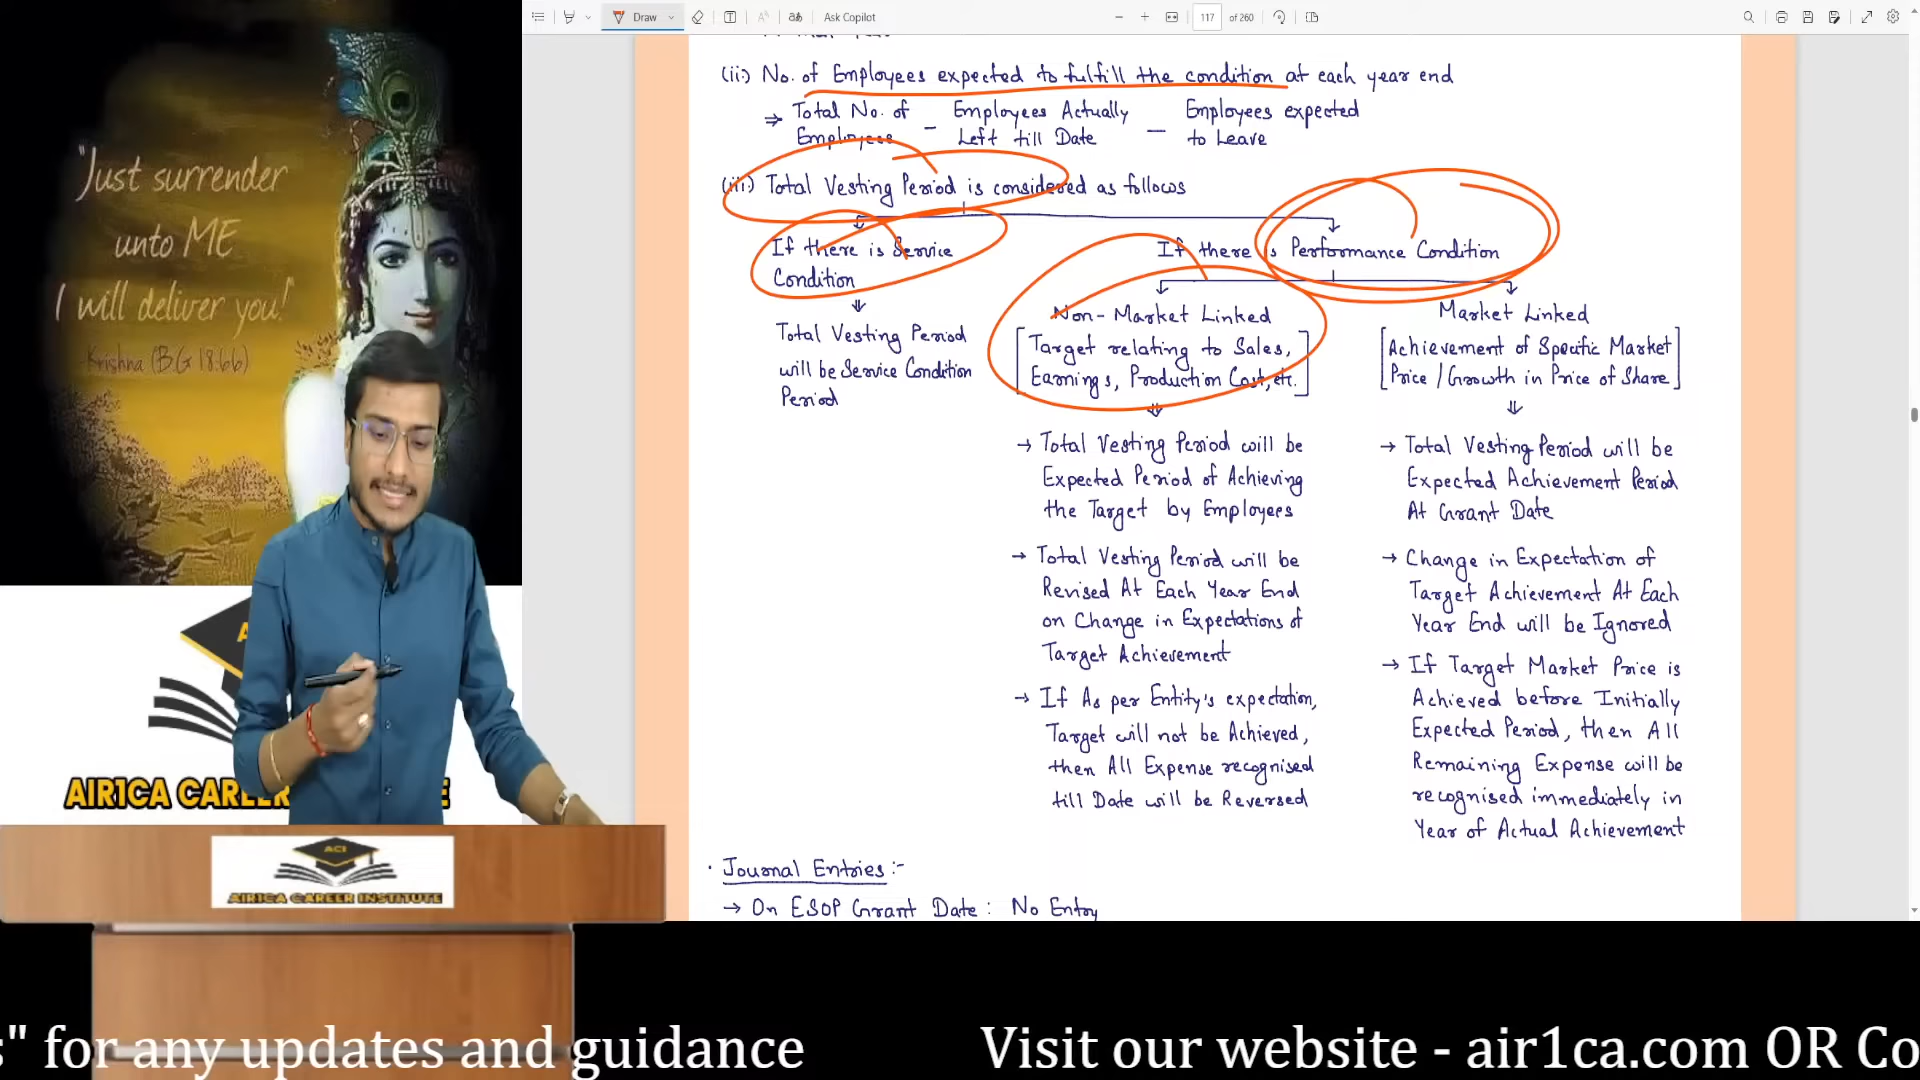 Draw
Ask Copilot
117 of 260
(ii) No. of Employees expected to fulfill the condition at each year end
⇒ Total No. of Employees – Employees Actually Left till Date – Employees expected to Leave
(iii) Total Vesting Period is considered as follows
If there is Service Condition
⇓
Total Vesting Period
will be Service Condition
Period
If there is Performance Condition
Non-Market Linked
[Target relating to Sales,
Earnings, Production Cost, etc.]
⇓
→ Total Vesting Period will be
Expected Period of Achieving
the Target by Employees
→ Total Vesting Period will be
Revised At Each Year End
on Change in Expectations of
Target Achievement
→ If As per Entity's expectation,
Target will not be Achieved,
then All Expense recognised
till Date will be Reversed
Market Linked
[Achievement of Specific Market
Price / Growth in Price of Share]
⇓
→ Total Vesting Period will be
Expected Achievement Period
At Grant Date
→ Change in Expectation of
Target Achievement At Each
Year End will be Ignored
→ If Target Market Price is
Achieved before Initially
Expected Period, then All
Remaining Expense will be
recognised immediately in
Year of Actual Achievement
· Journal Entries :-
→ On ESOP Grant Date : No Entry
"Just surrender
unto ME
I will deliver you!"
-Krishna (B.G 18:66)
AIR1CA CAREER
ACI
AIR1CA CAREER INSTITUTE
" for any updates and guidance
Visit our website - air1ca.com OR Co